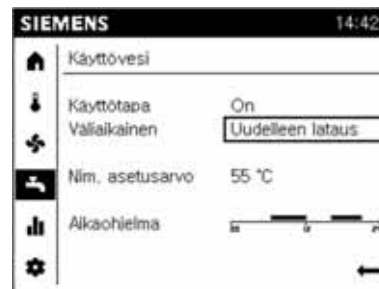 SIEMENS 14:42
Käyttövesi
Käyttötapa On
Väliaikainen Uudelleen lataus
Nim. asetusarvo 55 °C
Aikaohjelma